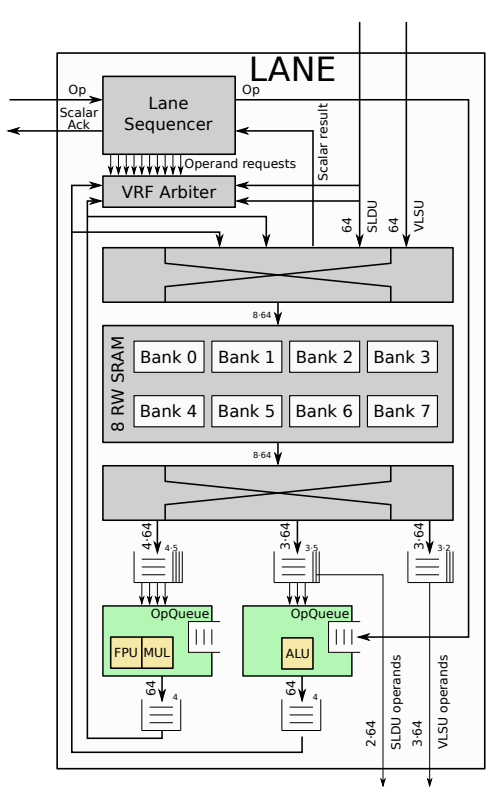 LANE
Op
Scalar
Ack
Lane
Sequencer
Op
Operand requests
Scalar result
VRF Arbiter
64
SLDU
64
VLSU
8·64
8 RW SRAM
Bank 0
Bank 1
Bank 2
Bank 3
Bank 4
Bank 5
Bank 6
Bank 7
8·64
4·64
4·5
3·64
3·5
3·64
3·2
OpQueue
FPU
MUL
OpQueue
ALU
64
4
64
4
2·64
SLDU operands
3·64
VLSU operands